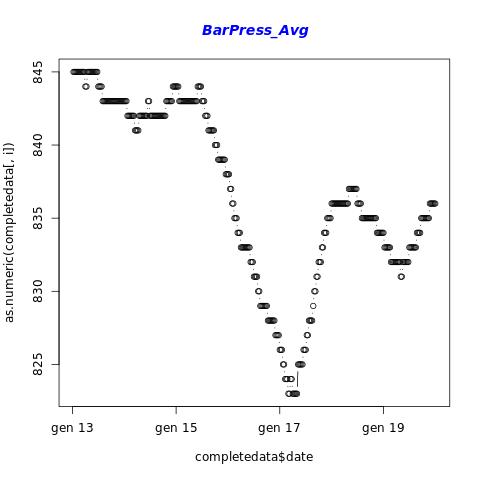 BarPress_Avg
as.numeric(completedata[, i])
845
840
835
830
825
gen 13
gen 15
gen 17
gen 19
completedata$date